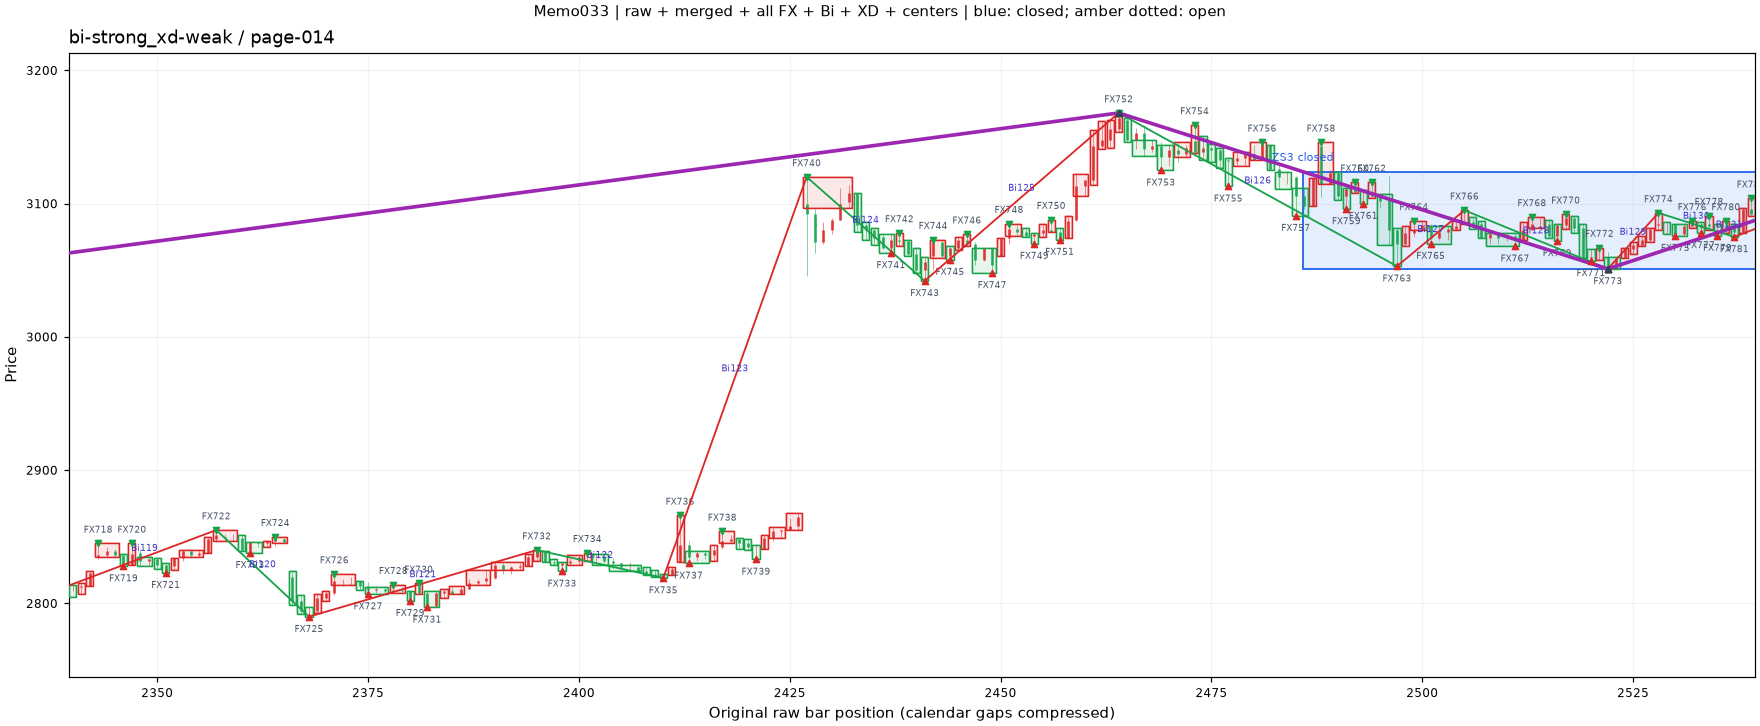 Memo033 | raw + merged + all FX + Bi + XD + centers | blue: closed; amber dotted: open
bi-strong_xd-weak / page-014
Price
3200
3100
3000
2900
2800
FX718 FX720
Bi119
FX719
FX721
FX722
FX724
Bi120
FX725
FX726
FX727
FX728
FX730
Bi121
FX729
FX731
FX732
FX733
FX734
Bi122
FX735
FX736
FX737
FX738
FX739
Bi123
FX740
Bi124
FX741
FX742
FX743
FX744
FX745
FX746
FX747
FX748
FX749
FX750
FX751
Bi125
FX752
FX753
FX754
FX755
FX756
Bi126
FX757
FX758
ZS3 closed
FX759
FX761
FX762
FX763
FX764
FX765
FX766
FX767
FX768
FX770
FX771
FX772
FX773
FX774
Bi129
FX775
FX776
FX778
Bi130
FX780
FX781
2350 2375 2400 2425 2450 2475 2500 2525
Original raw bar position (calendar gaps compressed)